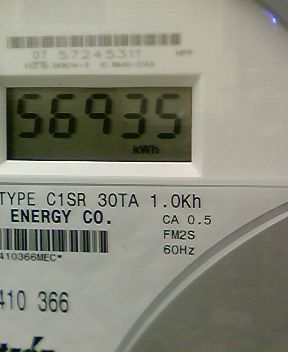 07 57245311
56935
kWh
TYPE C1SR 30TA 1.0Kh
ENERGY CO.
CA 0.5
FM2S
60Hz
410366MEC*
410 366